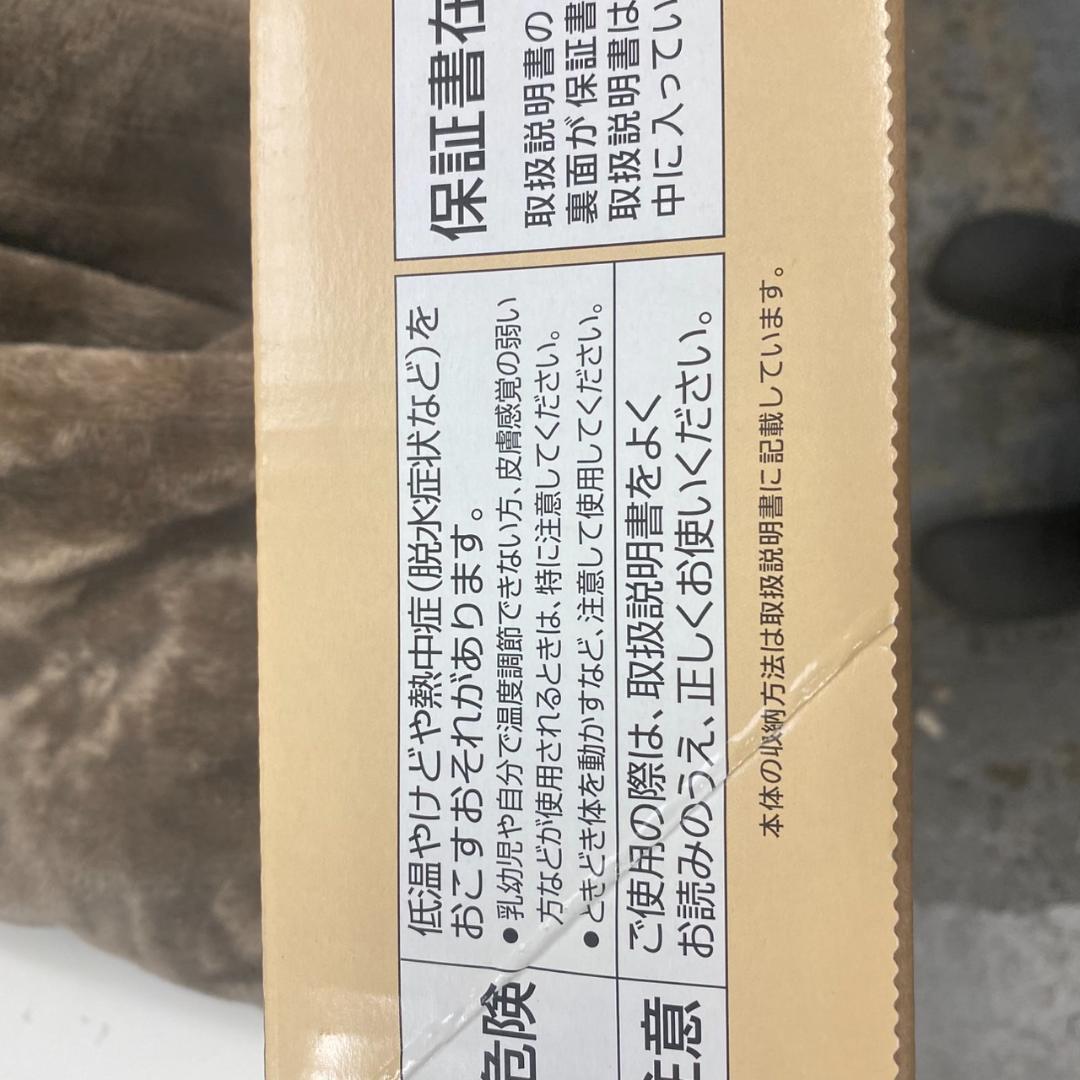 危険
低温やけどや熱中症(脱水症状など)を
おこすおそれがあります。
●乳幼児や自分で温度調節できない方、皮膚感覚の弱い
方などが使用されるときは、特に注意してください。
●ときどき体を動かすなど、注意して使用してください。
注意
ご使用の際は、取扱説明書をよく
お読みのうえ、正しくお使いください。
保証書在
取扱説明書の
裏面が保証書
取扱説明書は
中に入ってい
本体の収納方法は取扱説明書に記載しています。